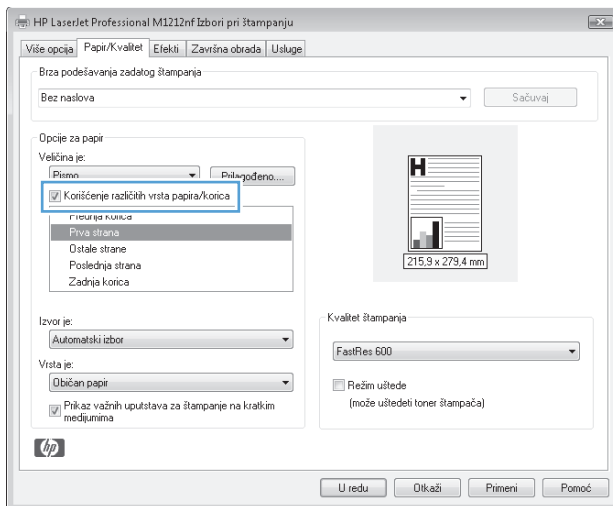 HP LaserJet Professional M1212nf Izbori pri štampanju
Više opcija Papir/Kvalitet Efekti Završna obrada Usluge
Brza podešavanja zadatog štampanja
Bez naslova
Sačuvaj
Opcije za papir
Veličina je:
Pismo
Prilagođeno....
Korišćenje različitih vrsta papira/korica
Prednja korica
Prva strana
Ostale strane
Poslednja strana
Zadnja korica
H
215,9 x 279,4 mm
Izvor je:
Automatski izbor
Vrsta je:
Običan papir
Prikaz važnih uputstava za štampanje na kratkim
medijumima
Kvalitet štampanja
FastRes 600
Režim uštede
(može uštedeti toner štampača)
hp
U redu Otkaži Primeni Pomoć